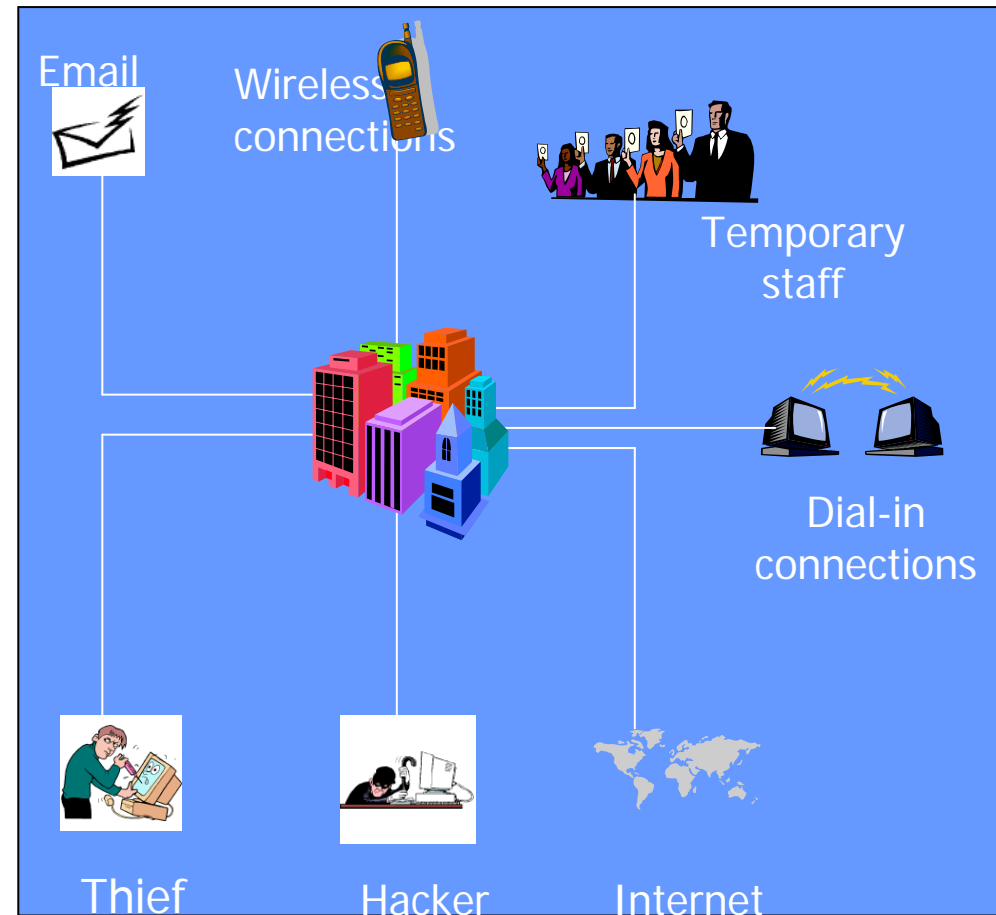 Email
Wireless
connections
Temporary
staff
Dial-in
connections
Thief
Hacker
Internet